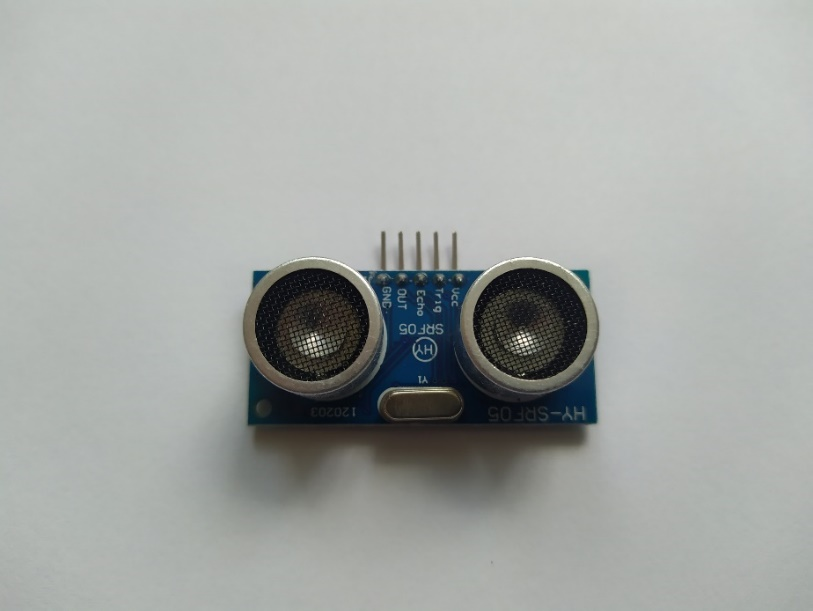 Vcc
Trig
Echo
OUT
GND
SRF05
HY
Y1
HY-SRF05
120203